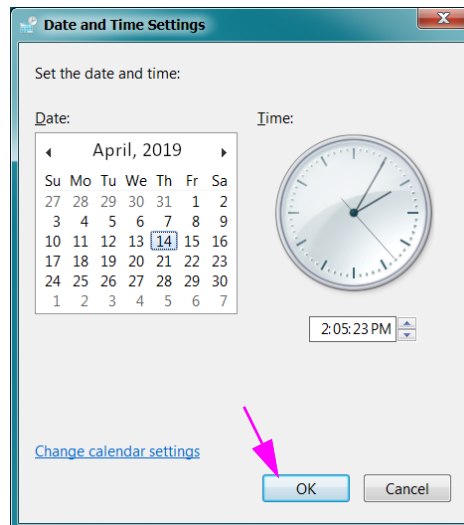 Date and Time Settings
Set the date and time:
Date:
Time:
April, 2019
Su Mo Tu We Th Fr Sa
27 28 29 30 31 1 2
3 4 5 6 7 8 9
10 11 12 13 14 15 16
17 18 19 20 21 22 23
24 25 26 27 28 29 30
1 2 3 4 5 6 7
2:05:23 PM
Change calendar settings
OK
Cancel